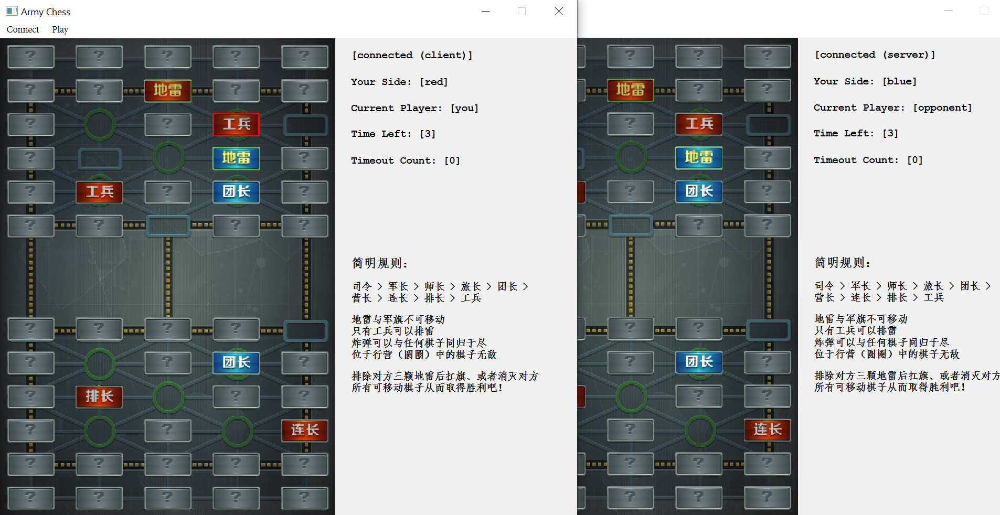 Army Chess
Connect Play
? ? ? ? ?
? ? 地雷 ? ?
? ? 工兵
? 地雷 ?
? 工兵 ? 团长 ?
? ? ? ?
? ? ? ?
? 团长 ?
? 排长 ? ?
? ? 连长
? ? ? ? ?
? ? ? ? ?
[connected (client)]
Your Side: [red]
Current Player: [you]
Time Left: [3]
Timeout Count: [0]
简明规则：
司令 > 军长 > 师长 > 旅长 > 团长 >
营长 > 连长 > 排长 > 工兵
地雷与军旗不可移动
只有工兵可以排雷
炸弹可以与任何棋子同归于尽
位于行营（圆圈）中的棋子无敌
排除对方三颗地雷后扛旗、或者消灭对方
所有可移动棋子从而取得胜利吧！
? ? ?
地雷 ? ?
? 工兵
地雷 ?
? 团长 ?
? ?
? ?
? 团长 ?
? ?
? 连长
? ? ?
? ? ?
[connected (server)]
Your Side: [blue]
Current Player: [opponent]
Time Left: [3]
Timeout Count: [0]
简明规则：
司令 > 军长 > 师长 > 旅长 > 团长 >
营长 > 连长 > 排长 > 工兵
地雷与军旗不可移动
只有工兵可以排雷
炸弹可以与任何棋子同归于尽
位于行营（圆圈）中的棋子无敌
排除对方三颗地雷后扛旗、或者消灭对方
所有可移动棋子从而取得胜利吧！